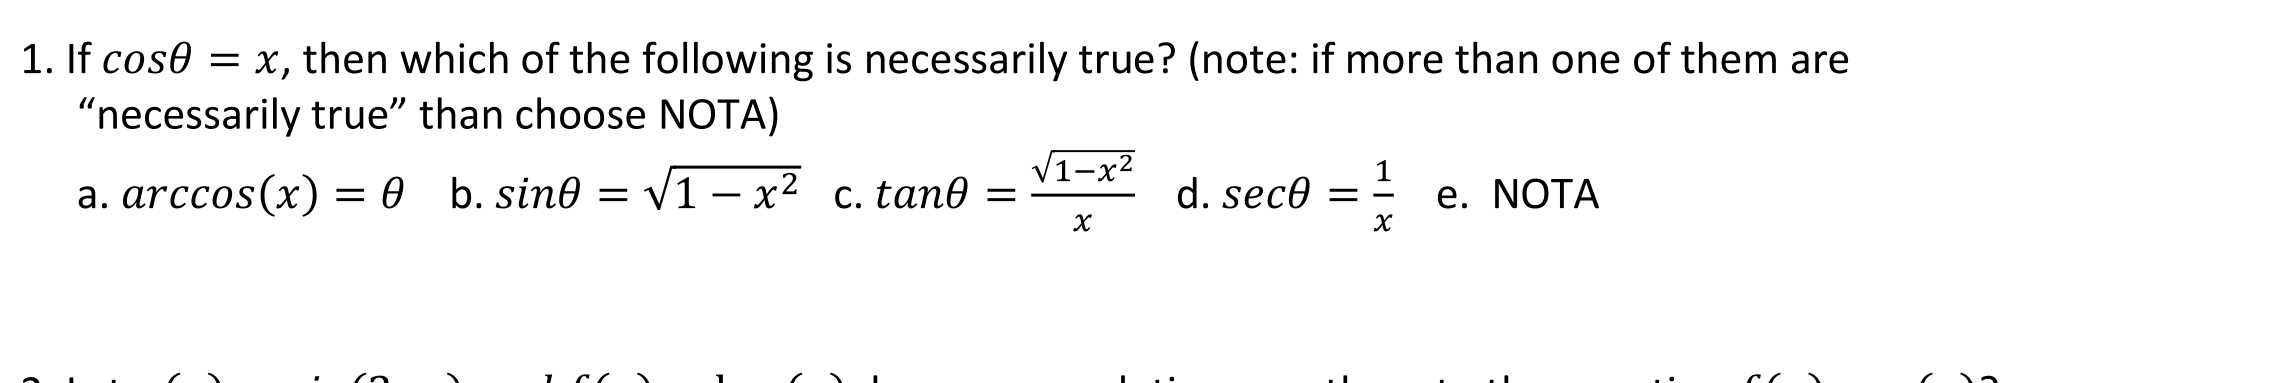 1. If cosθ = x, then which of the following is necessarily true? (note: if more than one of them are
“necessarily true” than choose NOTA)
a. arccos(x) = θ b. sinθ = √1 − x² c. tanθ = √1−x²/x d. secθ = 1/x e. NOTA